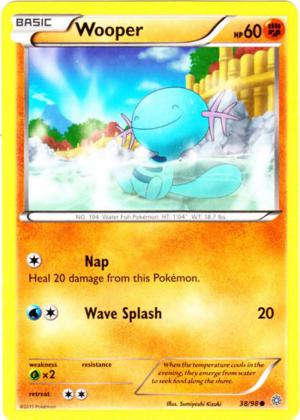 BASIC
Wooper
HP60
NO. 194 Water Fish Pokémon HT: 1'04" WT: 18.7 lbs.
Nap
Heal 20 damage from this Pokémon.
Wave Splash 20
weakness resistance
×2
When the temperature cools in the
evening, they emerge from water
to seek food along the shore.
retreat
Illus. Sumiyoshi Kizuki
38/98
©2015 Pokémon